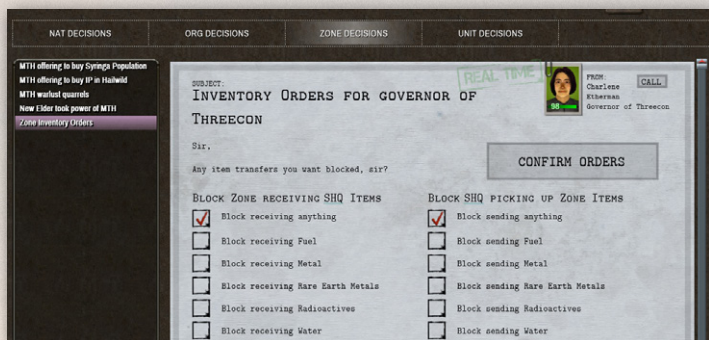 NAT DECISIONS
ORG DECISIONS
ZONE DECISIONS
UNIT DECISIONS
MTH offering to buy Syringa Population
MTH offering to buy IP in Hailwild
MTH warlust quarrels
New Elder took power of MTH
Zone Inventory Orders
SUBJECT:
INVENTORY ORDERS FOR GOVERNOR OF
THREECON
REAL TIME
98
FROM:
Charlene
Etherman
Governor of Threecon
CALL
Sir,
Any item transfers you want blocked, sir?
CONFIRM ORDERS
BLOCK ZONE RECEIVING SHQ ITEMS
Block receiving anything
Block receiving Fuel
Block receiving Metal
Block receiving Rare Earth Metals
Block receiving Radioactives
Block receiving Water
BLOCK SHQ PICKING UP ZONE ITEMS
Block sending anything
Block sending Fuel
Block sending Metal
Block sending Rare Earth Metals
Block sending Radioactives
Block sending Water